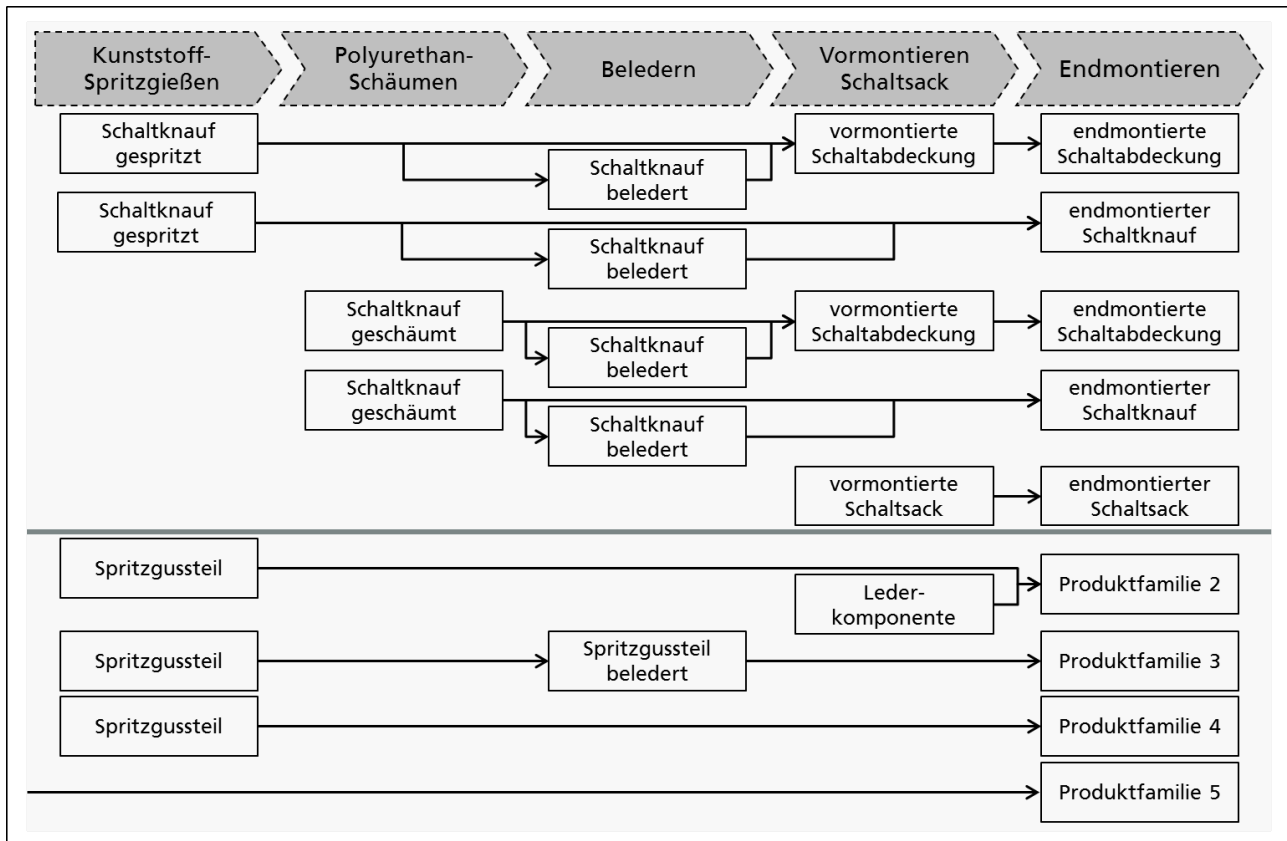 Kunststoff-
Spritzgießen
Polyurethan-
Schäumen
Beledern
Vormontieren
Schaltsack
Endmontieren
Schaltknauf
gespritzt
Schaltknauf
beledert
vormontierte
Schaltabdeckung
endmontierte
Schaltabdeckung
Schaltknauf
gespritzt
Schaltknauf
beledert
endmontierter
Schaltknauf
Schaltknauf
geschäumt
Schaltknauf
beledert
vormontierte
Schaltabdeckung
endmontierte
Schaltabdeckung
Schaltknauf
geschäumt
Schaltknauf
beledert
endmontierter
Schaltknauf
vormontierte
Schaltsack
endmontierter
Schaltsack
Spritzgussteil
Leder-
komponente
Produktfamilie 2
Spritzgussteil
Spritzgussteil
beledert
Produktfamilie 3
Spritzgussteil
Produktfamilie 4
Produktfamilie 5